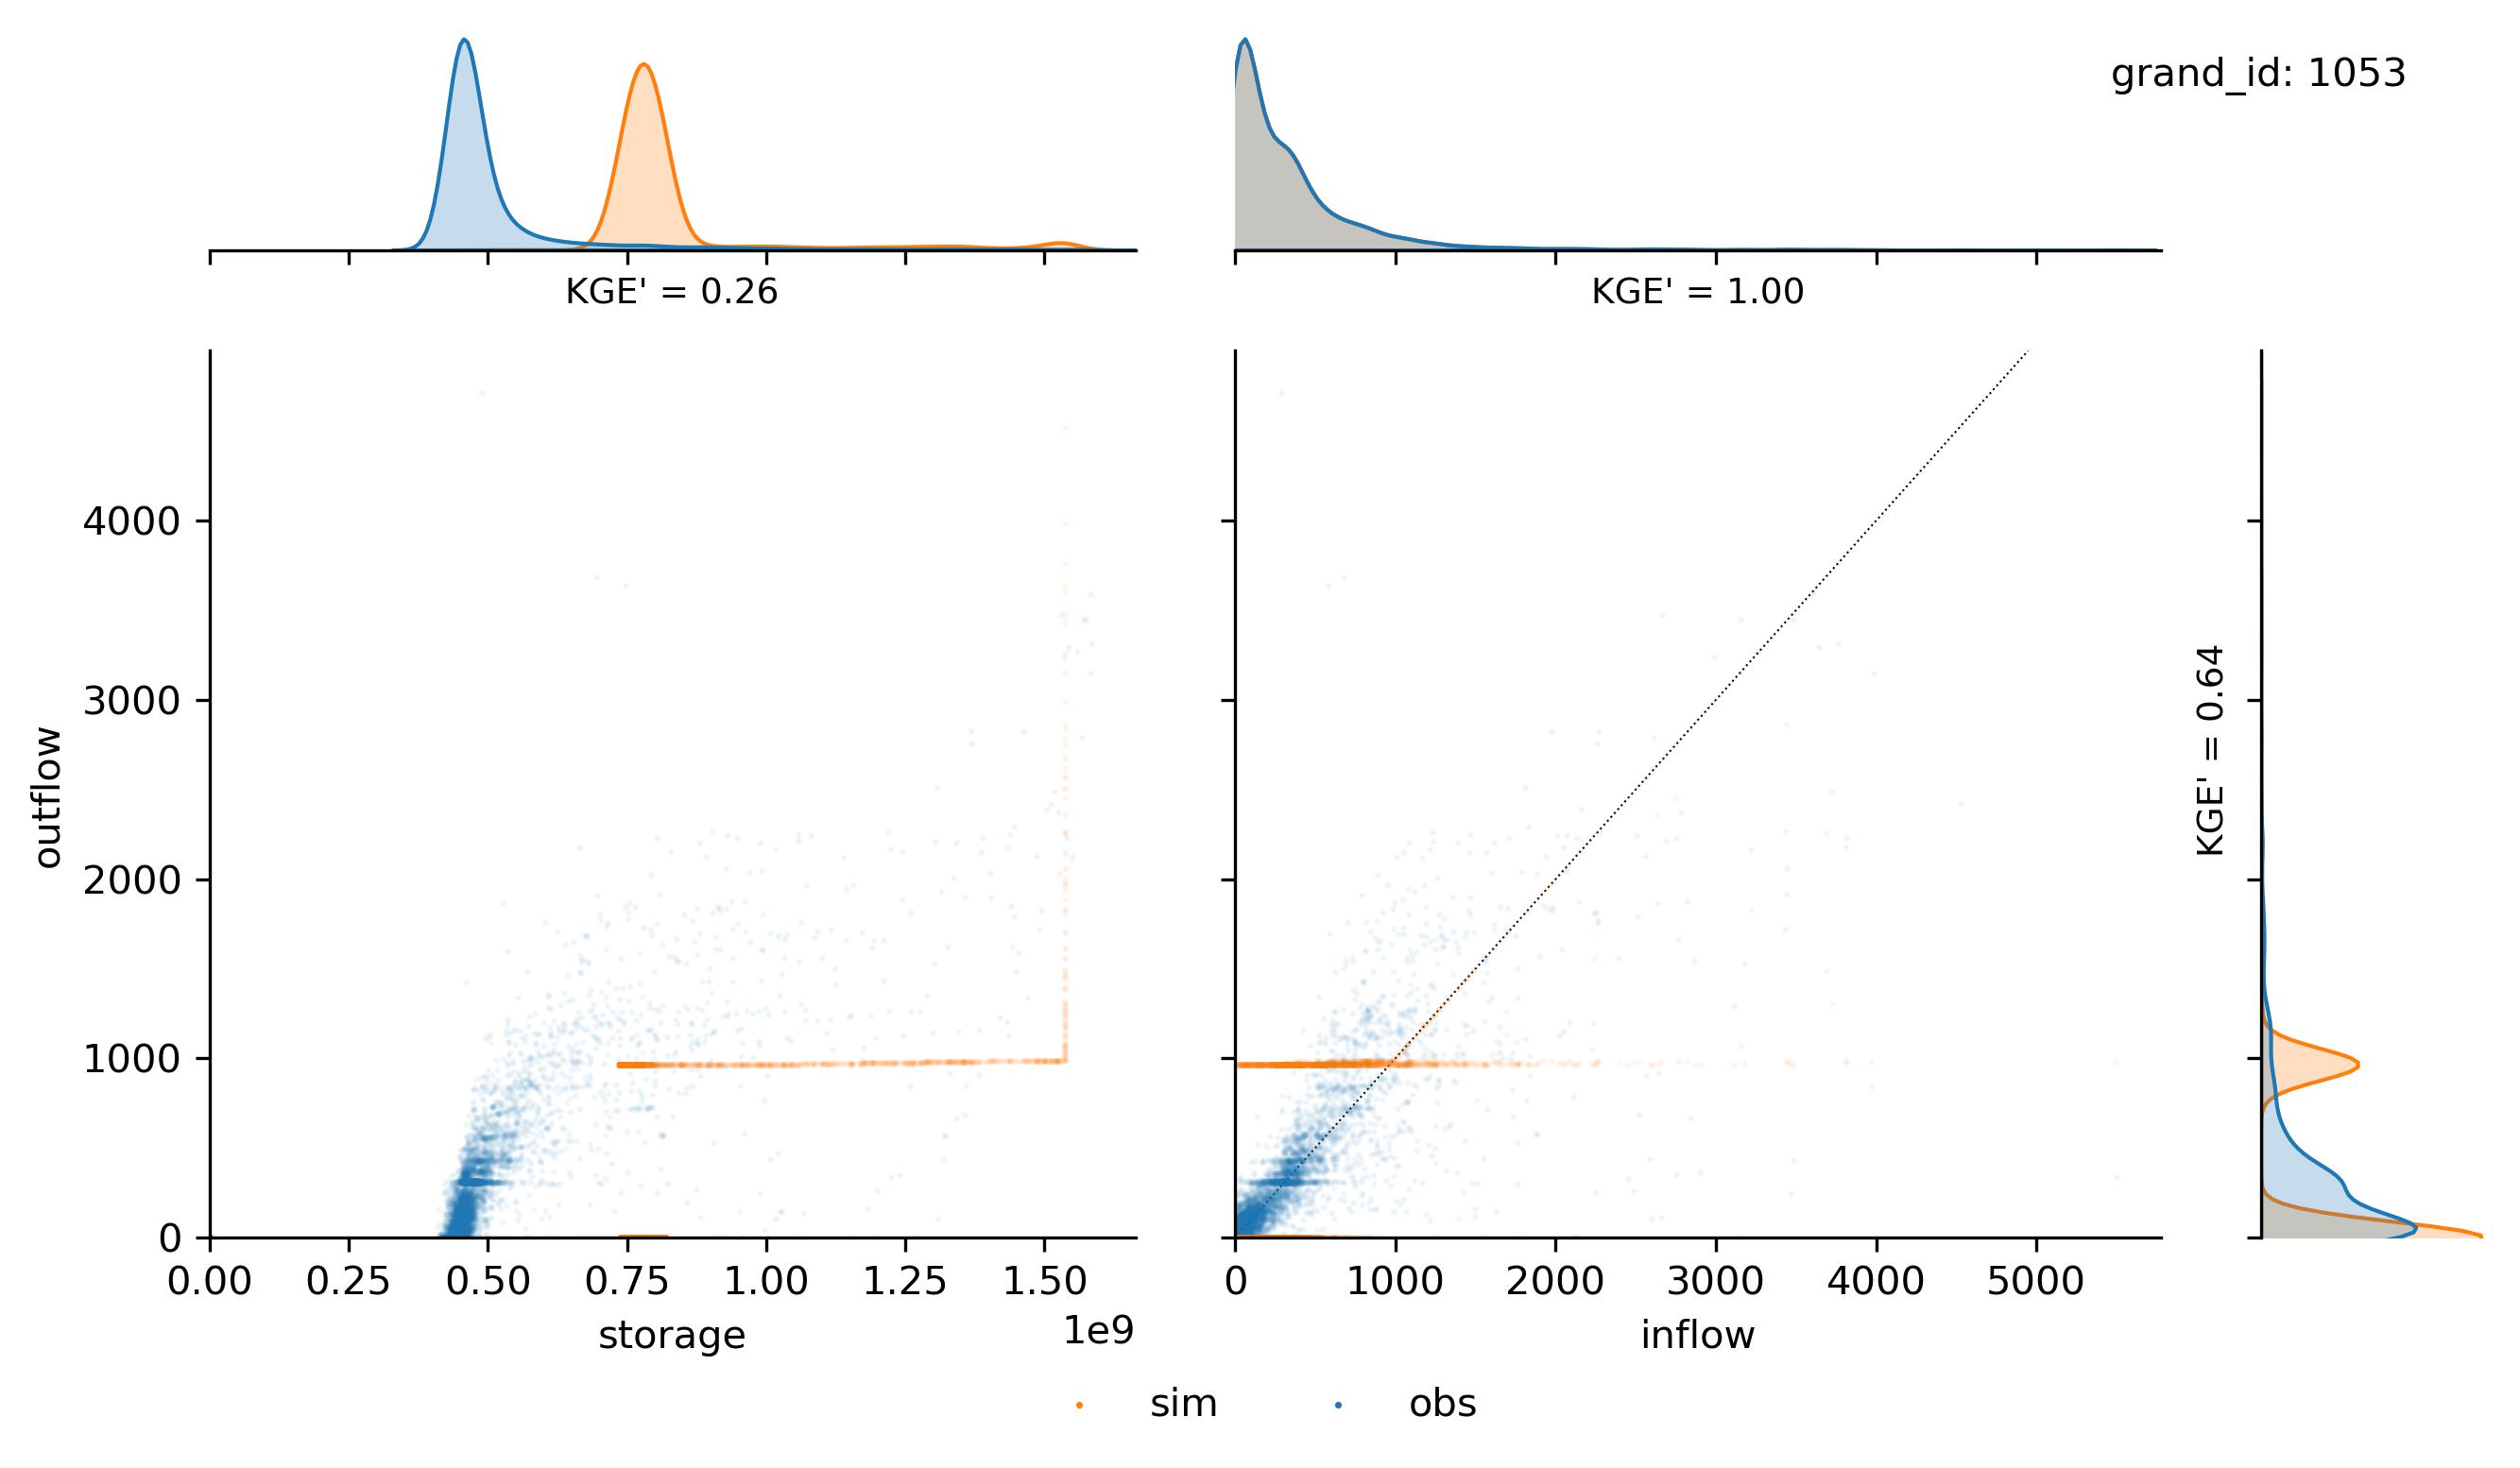 grand_id: 1053
KGE' = 0.26
KGE' = 1.00
outflow
4000
3000
2000
1000
0
KGE' = 0.64
0.00 0.25 0.50 0.75 1.00 1.25 1.50
1e9
storage
0 1000 2000 3000 4000 5000
inflow
sim obs